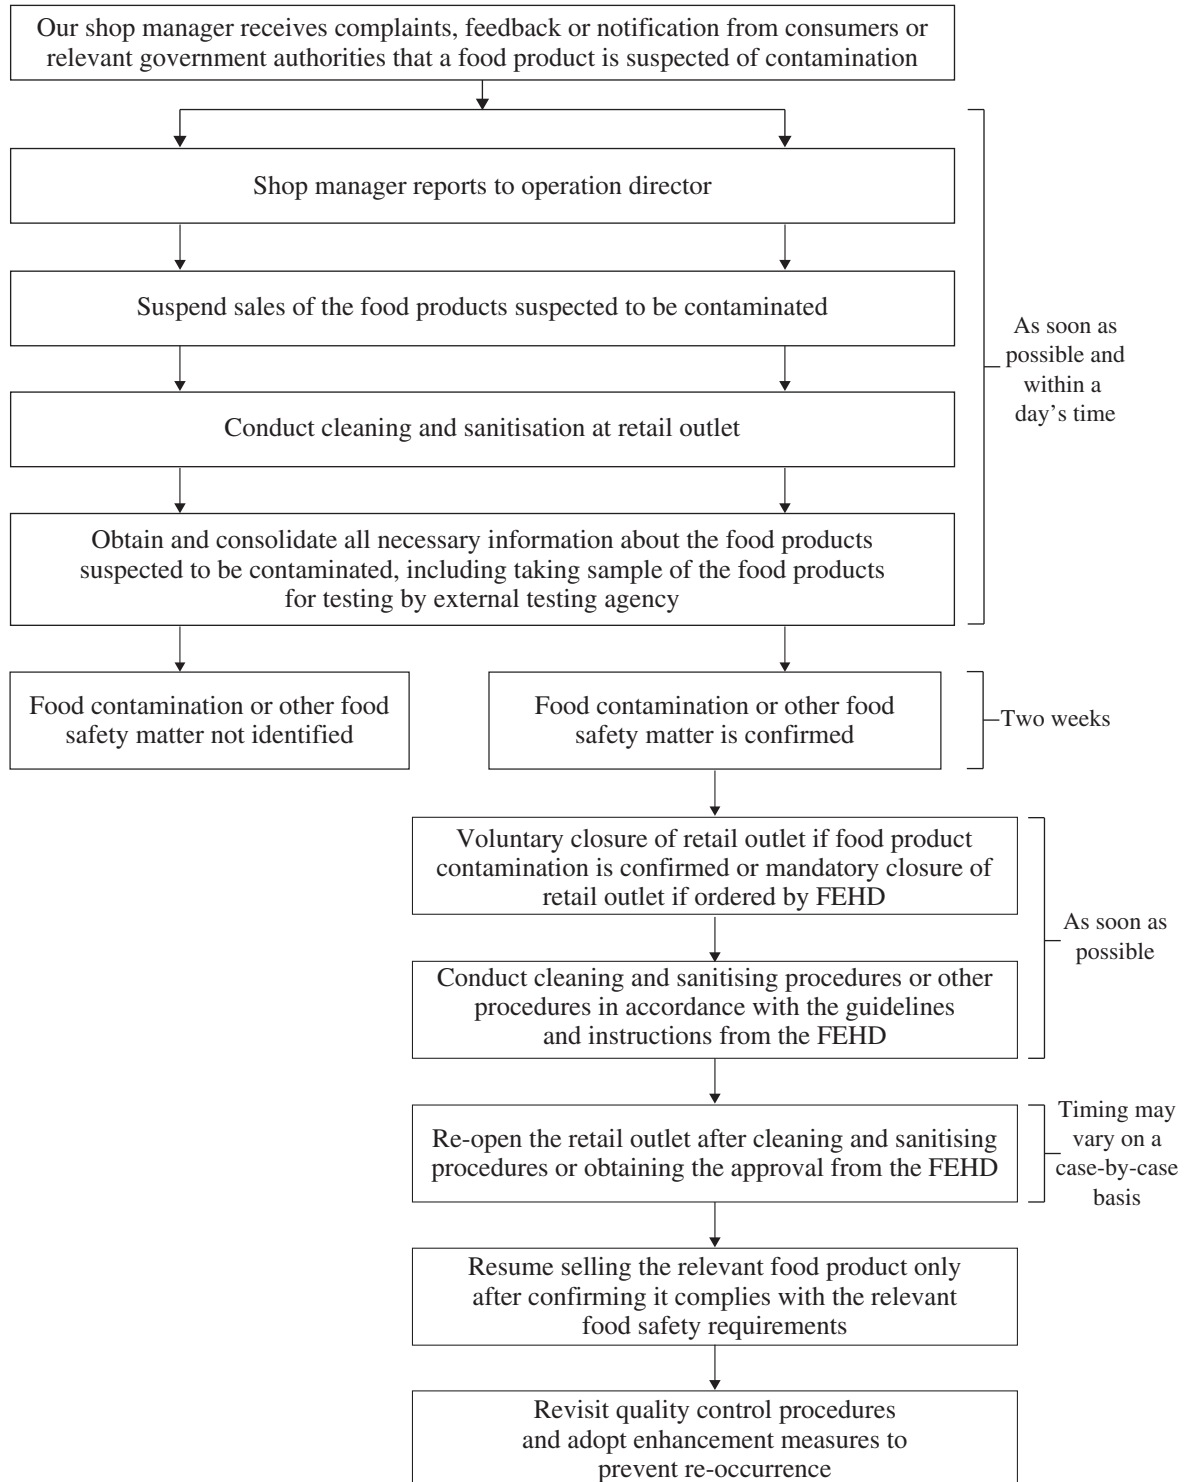 Our shop manager receives complaints, feedback or notification from consumers or
relevant government authorities that a food product is suspected of contamination
Shop manager reports to operation director
Suspend sales of the food products suspected to be contaminated
Conduct cleaning and sanitisation at retail outlet
Obtain and consolidate all necessary information about the food products
suspected to be contaminated, including taking sample of the food products
for testing by external testing agency
As soon as
possible and
within a
day's time
Food contamination or other food
safety matter not identified
Food contamination or other food
safety matter is confirmed
Two weeks
Voluntary closure of retail outlet if food product
contamination is confirmed or mandatory closure of
retail outlet if ordered by FEHD
Conduct cleaning and sanitising procedures or other
procedures in accordance with the guidelines
and instructions from the FEHD
As soon as
possible
Re-open the retail outlet after cleaning and sanitising
procedures or obtaining the approval from the FEHD
Timing may
vary on a
case-by-case
basis
Resume selling the relevant food product only
after confirming it complies with the relevant
food safety requirements
Revisit quality control procedures
and adopt enhancement measures to
prevent re-occurrence